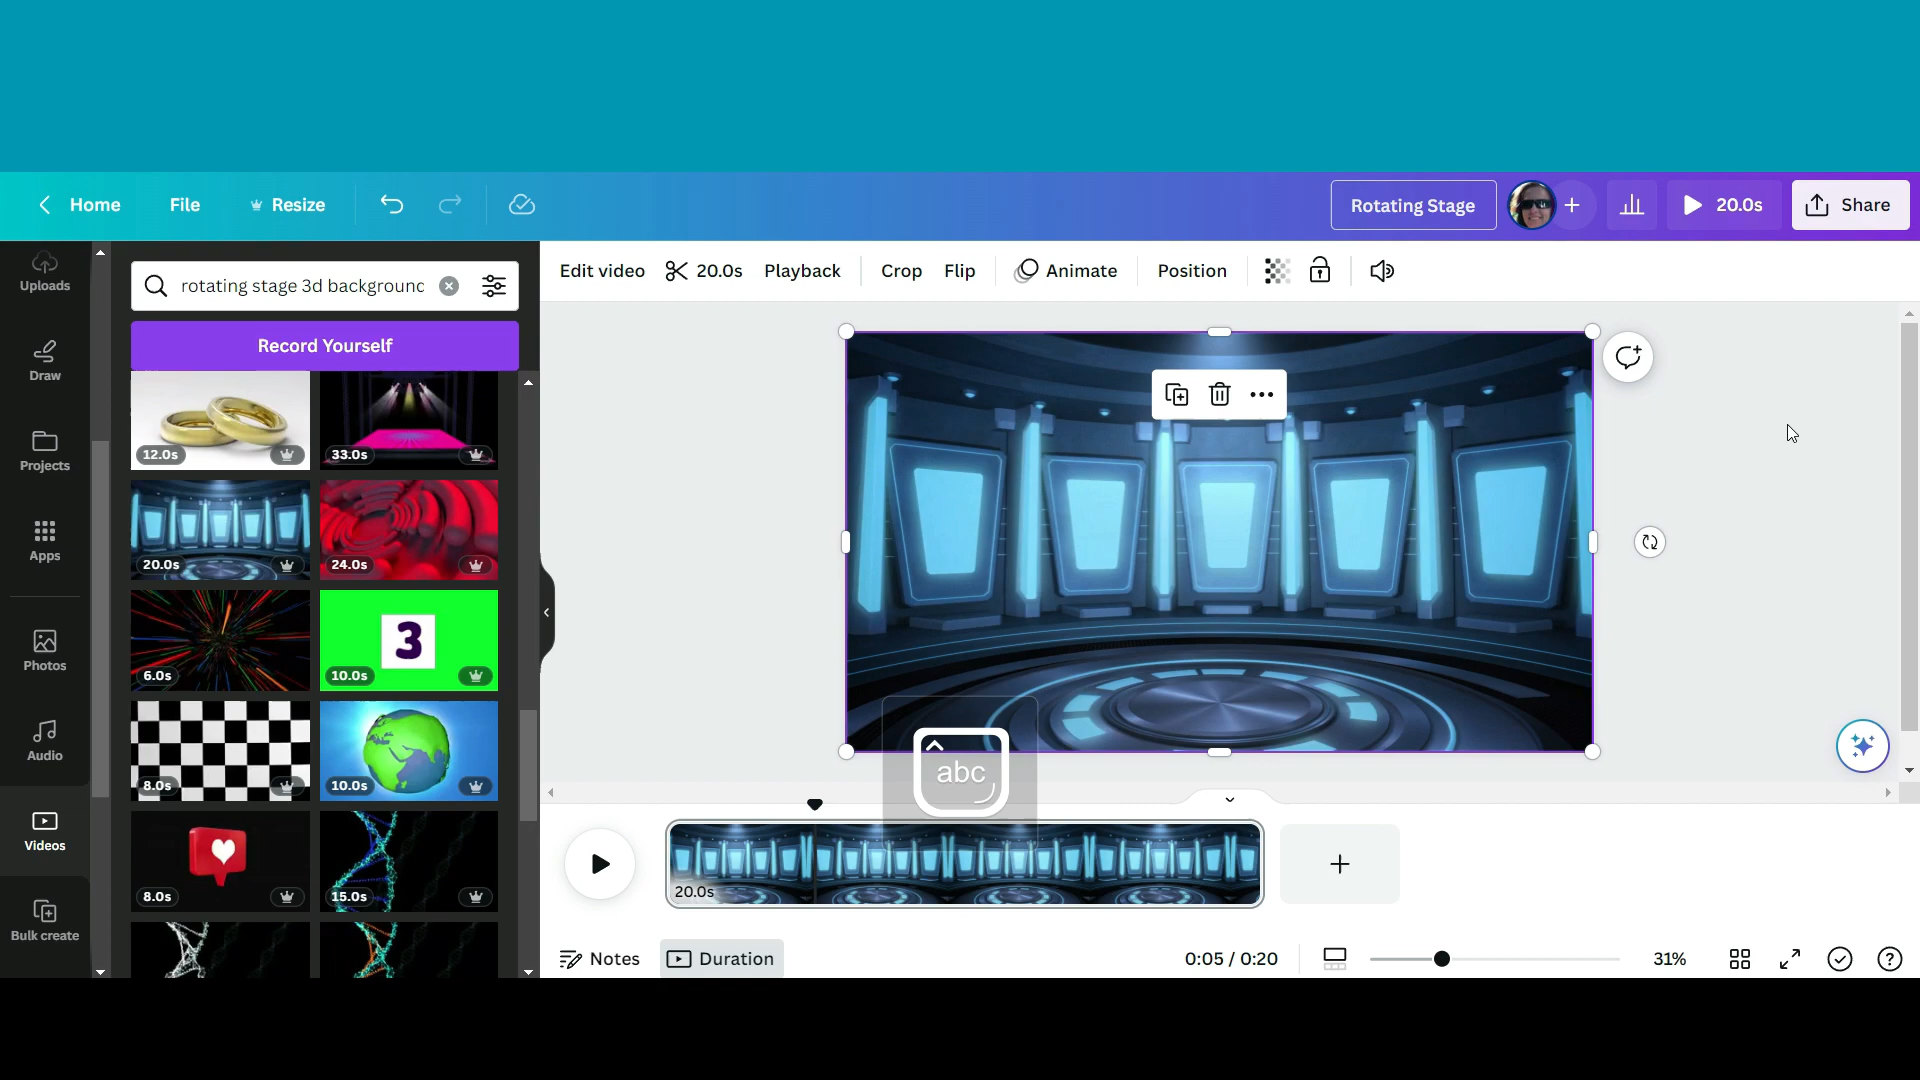 Home File Resize Rotating Stage 20.0s Share
Uploads
Draw
Projects
Apps
Photos
Audio
Videos
Bulk create
rotating stage 3d background
Record Yourself
12.0s 33.0s
20.0s 24.0s
6.0s 3 10.0s
8.0s 10.0s
8.0s 15.0s
Edit video 20.0s Playback Crop Flip Animate Position
abc
20.0s
Notes Duration 0:05 / 0:20 31%